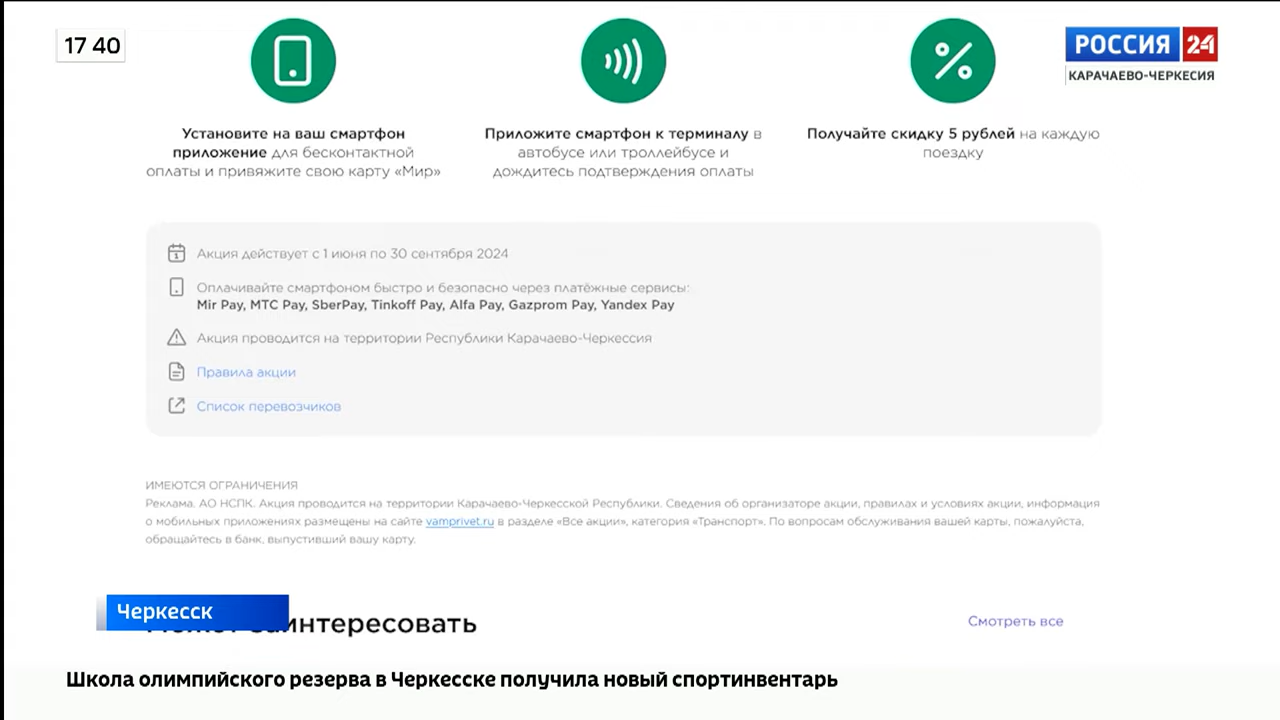 17 40
РОССИЯ 24
КАРАЧАЕВО-ЧЕРКЕСИЯ
Установите на ваш смартфон
приложение для бесконтактной
оплаты и привяжите свою карту «Мир»
Приложите смартфон к терминалу в
автобусе или троллейбусе и
дождитесь подтверждения оплаты
Получайте скидку 5 рублей на каждую
поездку
Акция действует с 1 июня по 30 сентября 2024
Оплачивайте смартфоном быстро и безопасно через платёжные сервисы:
Mir Pay, МТС Pay, SberPay, Tinkoff Pay, Alfa Pay, Gazprom Pay, Yandex Pay
Акция проводится на территории Республики Карачаево-Черкессия
Правила акции
Список перевозчиков
ИМЕЮТСЯ ОГРАНИЧЕНИЯ
Реклама. АО НСПК. Акция проводится на территории Карачаево-Черкесской Республики. Сведения об организаторе акции, правилах и условиях акции, информация
о мобильных приложениях размещены на сайте vamprivet.ru в разделе «Все акции», категория «Транспорт». По вопросам обслуживания вашей карты, пожалуйста,
обращайтесь в банк, выпустивший вашу карту.
Черкесск
заинтересовать
Смотреть все
Школа олимпийского резерва в Черкесске получила новый спортинвентарь